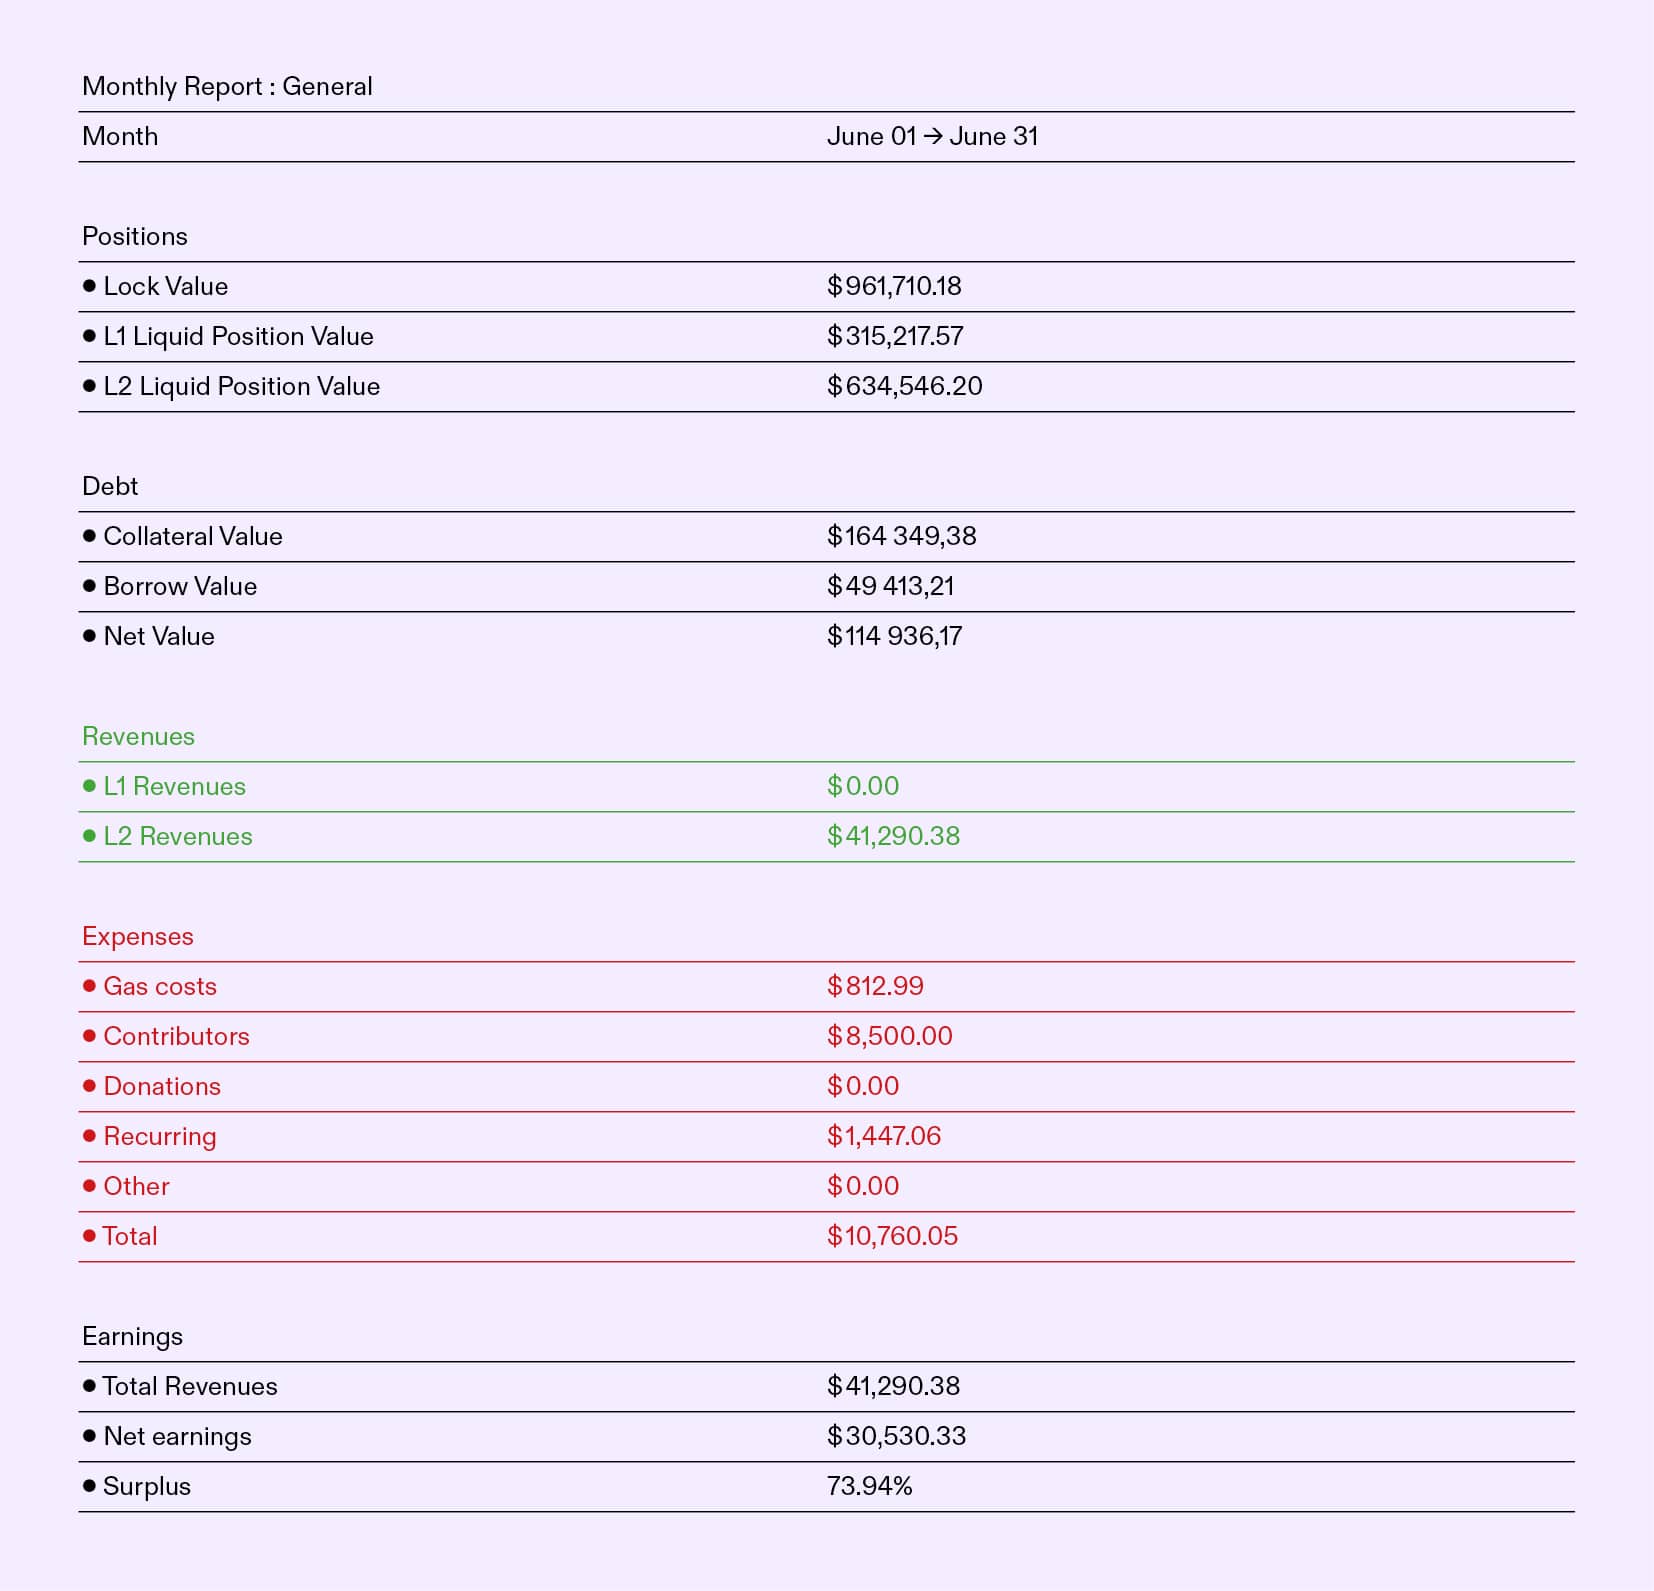 Monthly Report : General
Month June 01 → June 31
Positions
● Lock Value $961,710.18
● L1 Liquid Position Value $315,217.57
● L2 Liquid Position Value $634,546.20
Debt
● Collateral Value $164 349,38
● Borrow Value $49 413,21
● Net Value $114 936,17
Revenues
● L1 Revenues $0.00
● L2 Revenues $41,290.38
Expenses
● Gas costs $812.99
● Contributors $8,500.00
● Donations $0.00
● Recurring $1,447.06
● Other $0.00
● Total $10,760.05
Earnings
● Total Revenues $41,290.38
● Net earnings $30,530.33
● Surplus 73.94%